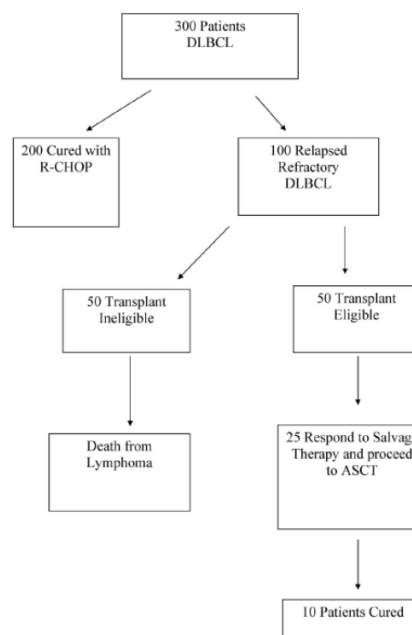 300 Patients
DLBCL
200 Cured with
R-CHOP
100 Relapsed
Refractory
DLBCL
50 Transplant
Ineligible
50 Transplant
Eligible
Death from
Lymphoma
25 Respond to Salvag
Therapy and proceed
to ASCT
10 Patients Cured